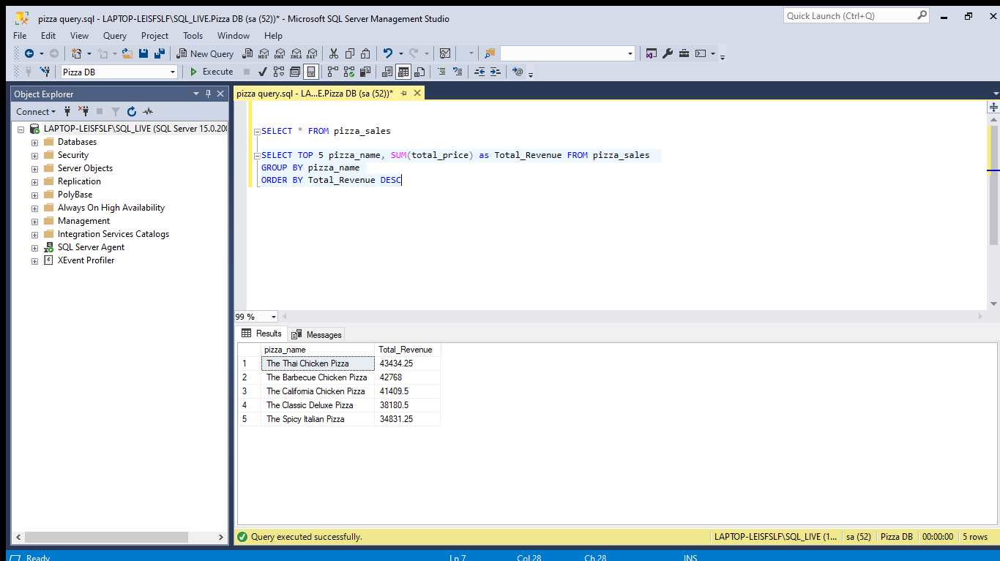 pizza query.sql - LAPTOP-LEISFSLF\SQL_LIVE.Pizza DB (sa (52))* - Microsoft SQL Server Management Studio
Quick Launch (Ctrl+Q)
File Edit View Query Project Tools Window Help
New Query MDX DMX XMLA DAX
Pizza DB Execute
Object Explorer
pizza query.sql - LA...E.Pizza DB (sa (52))*
Connect
LAPTOP-LEISFSLF\SQL_LIVE (SQL Server 15.0.200
Databases
Security
Server Objects
Replication
PolyBase
Always On High Availability
Management
Integration Services Catalogs
SQL Server Agent
XEvent Profiler
SELECT * FROM pizza_sales
SELECT TOP 5 pizza_name, SUM(total_price) as Total_Revenue FROM pizza_sales
GROUP BY pizza_name
ORDER BY Total_Revenue DESC
99 %
Results Messages
pizza_name Total_Revenue
1 The Thai Chicken Pizza 43434.25
2 The Barbecue Chicken Pizza 42768
3 The California Chicken Pizza 41409.5
4 The Classic Deluxe Pizza 38180.5
5 The Spicy Italian Pizza 34831.25
Query executed successfully. LAPTOP-LEISFSLF\SQL_LIVE (1... sa (52) Pizza DB 00:00:00 5 rows
Ready Ln 7 Col 28 Ch 28 INS